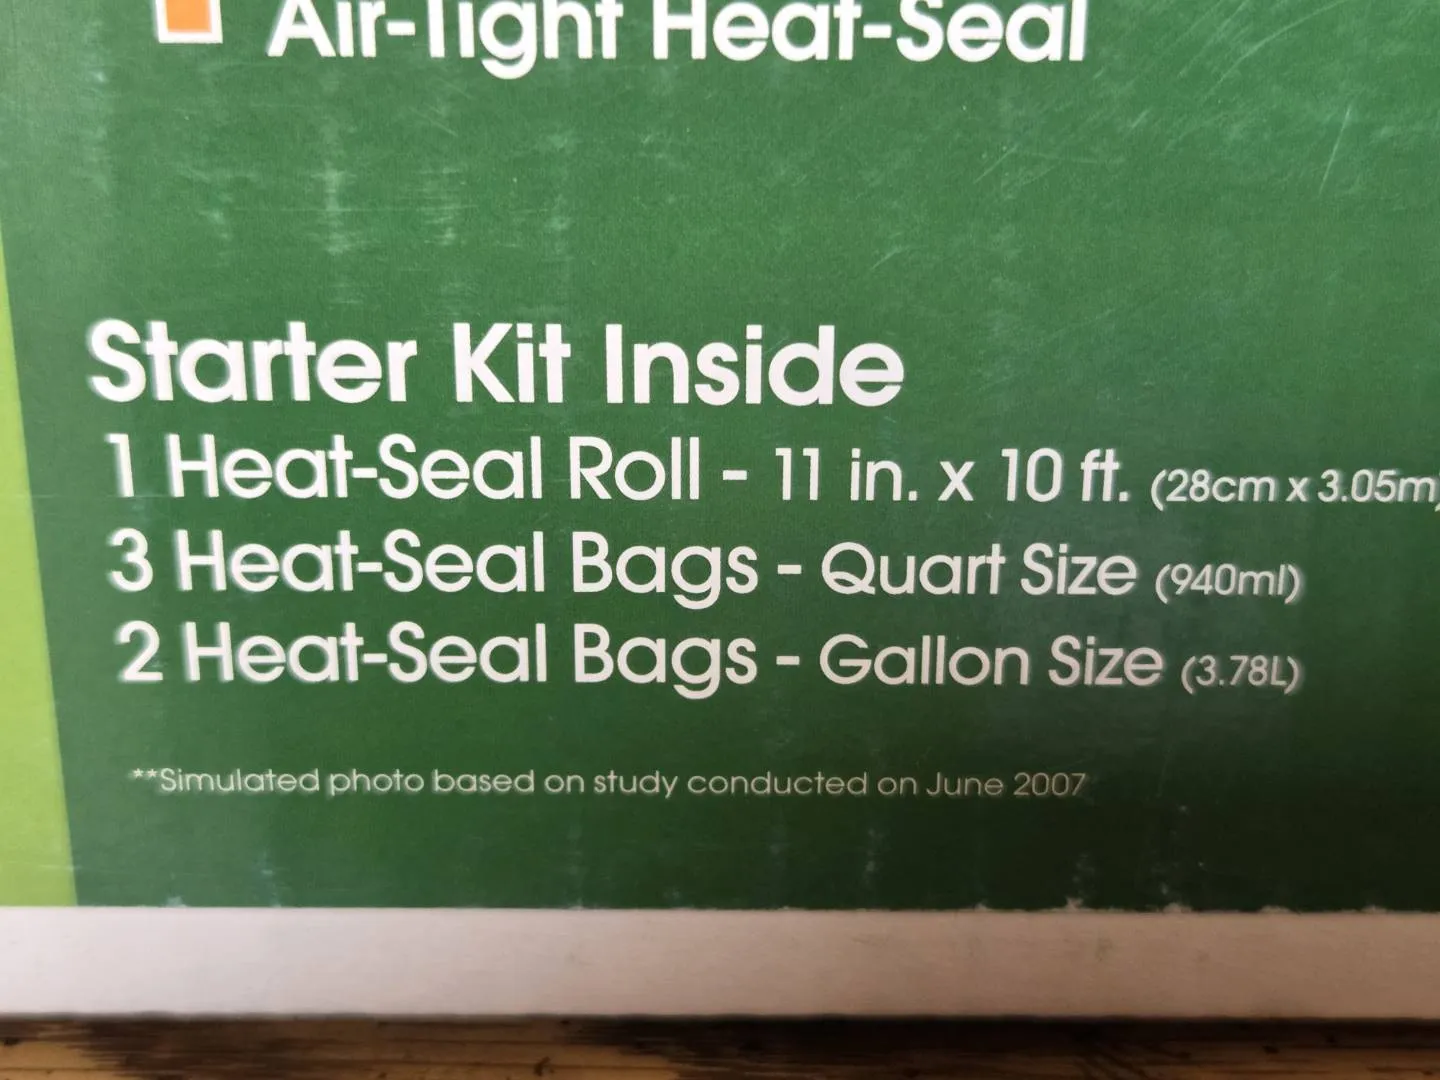 Air-Tight Heat-Seal
Starter Kit Inside
1 Heat-Seal Roll - 11 in. x 10 ft. (28cm x 3.05m)
3 Heat-Seal Bags - Quart Size (940ml)
2 Heat-Seal Bags - Gallon Size (3.78L)
**Simulated photo based on study conducted on June 2007